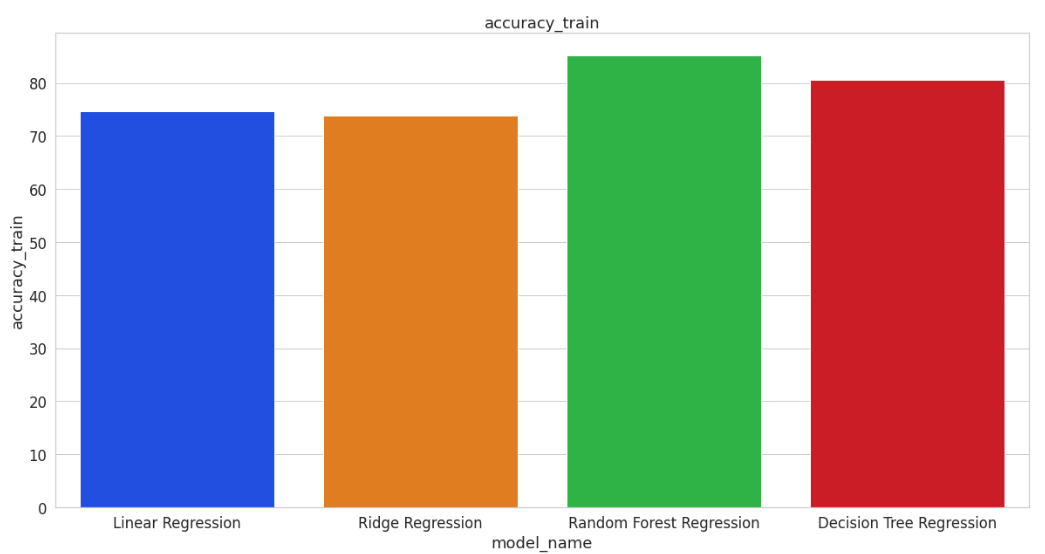 accuracy_train
accuracy_train
80
70
60
50
40
30
20
10
0
Linear Regression
Ridge Regression
Random Forest Regression
Decision Tree Regression
model_name